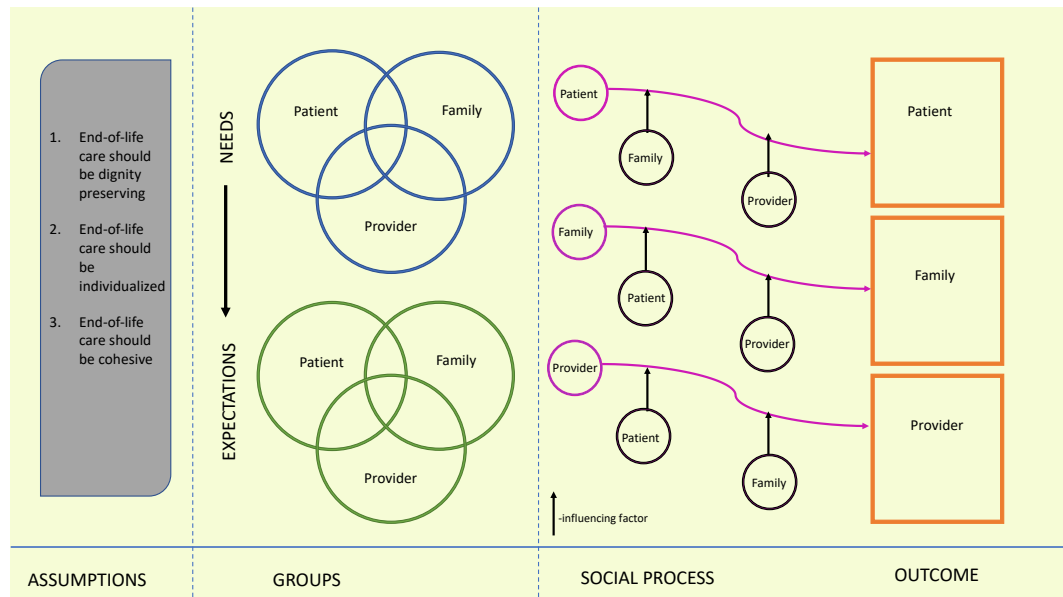 1. End-of-life
care should
be dignity
preserving
2. End-of-life
care should
be
individualized
3. End-of-life
care should
be cohesive
NEEDS
EXPECTATIONS
Patient
Family
Provider
Patient
Family
Provider
Patient
Family
Provider
Patient
Family
Patient
Provider
Family
Provider
Patient
Family
Provider
-influencing factor
ASSUMPTIONS
GROUPS
SOCIAL PROCESS
OUTCOME